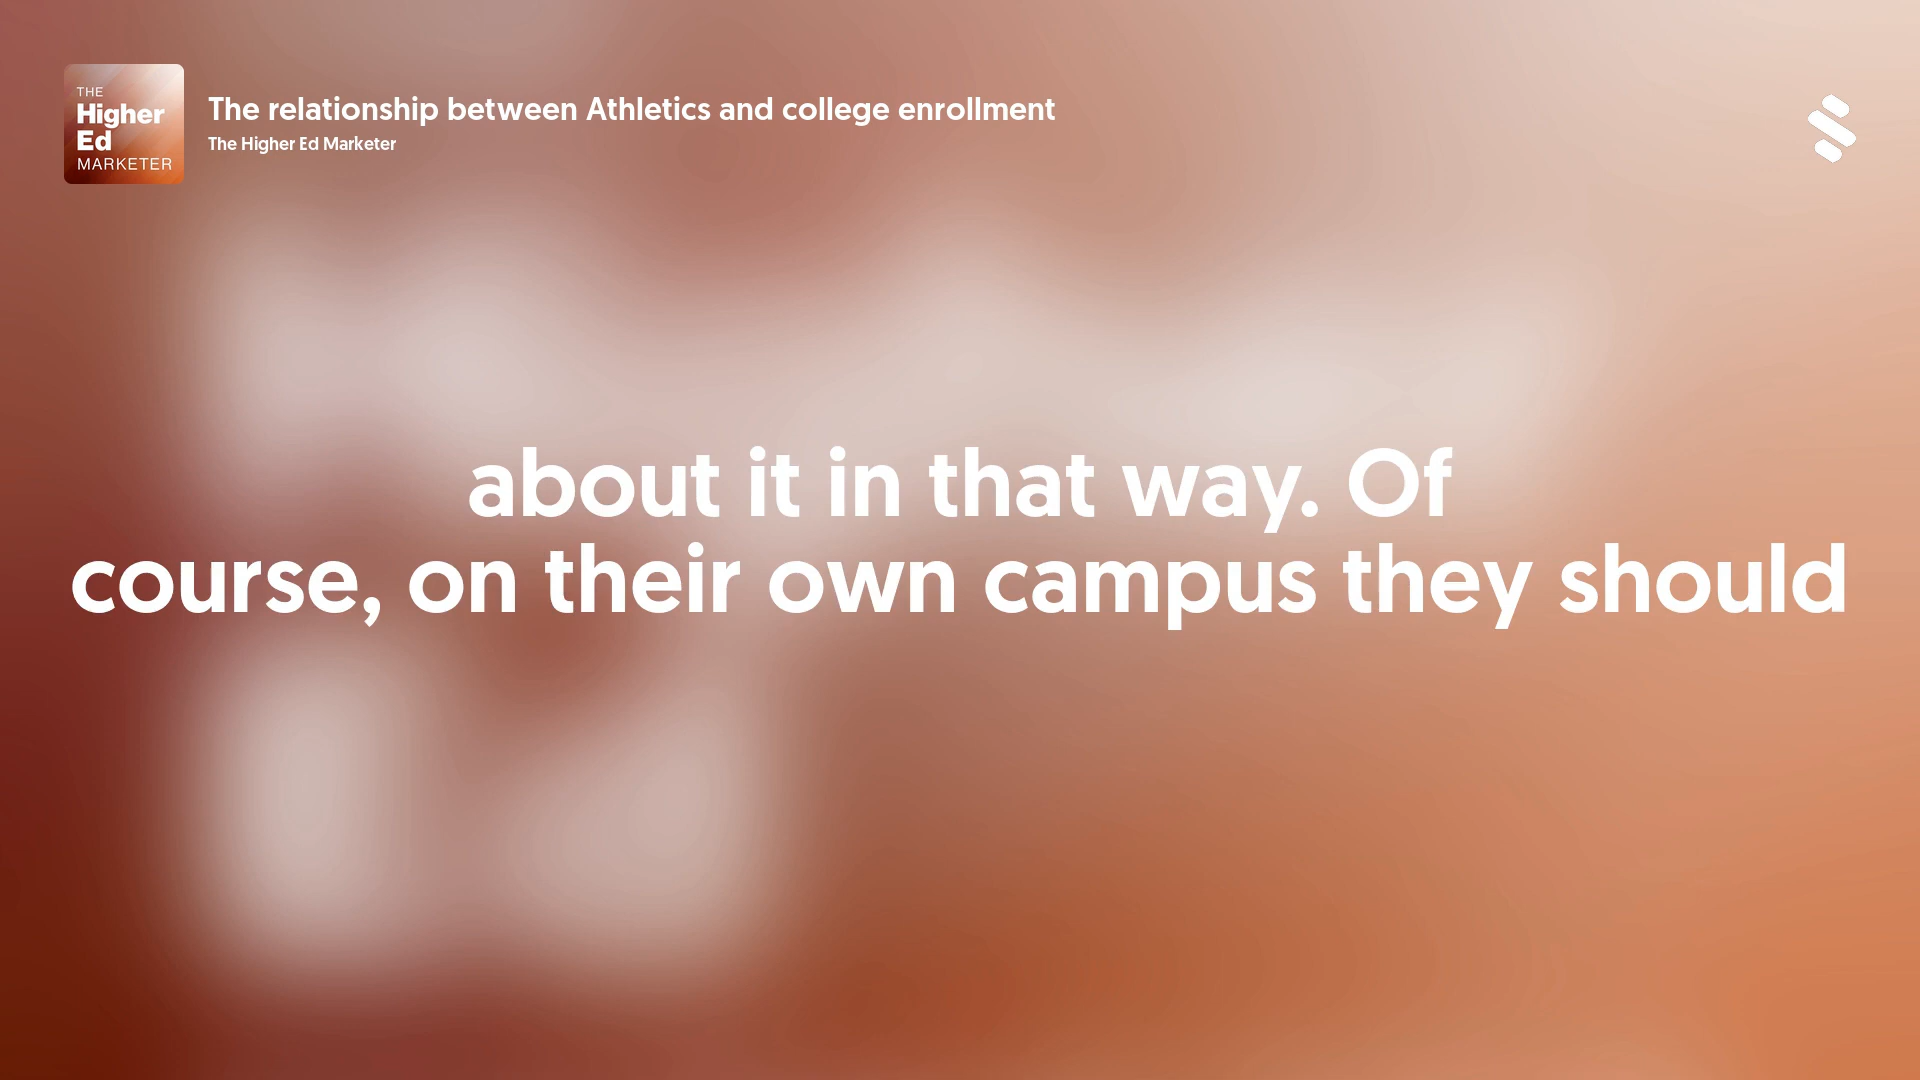 THE
Higher
Ed
MARKETER
The relationship between Athletics and college enrollment
The Higher Ed Marketer
about it in that way. Of
course, on their own campus they should